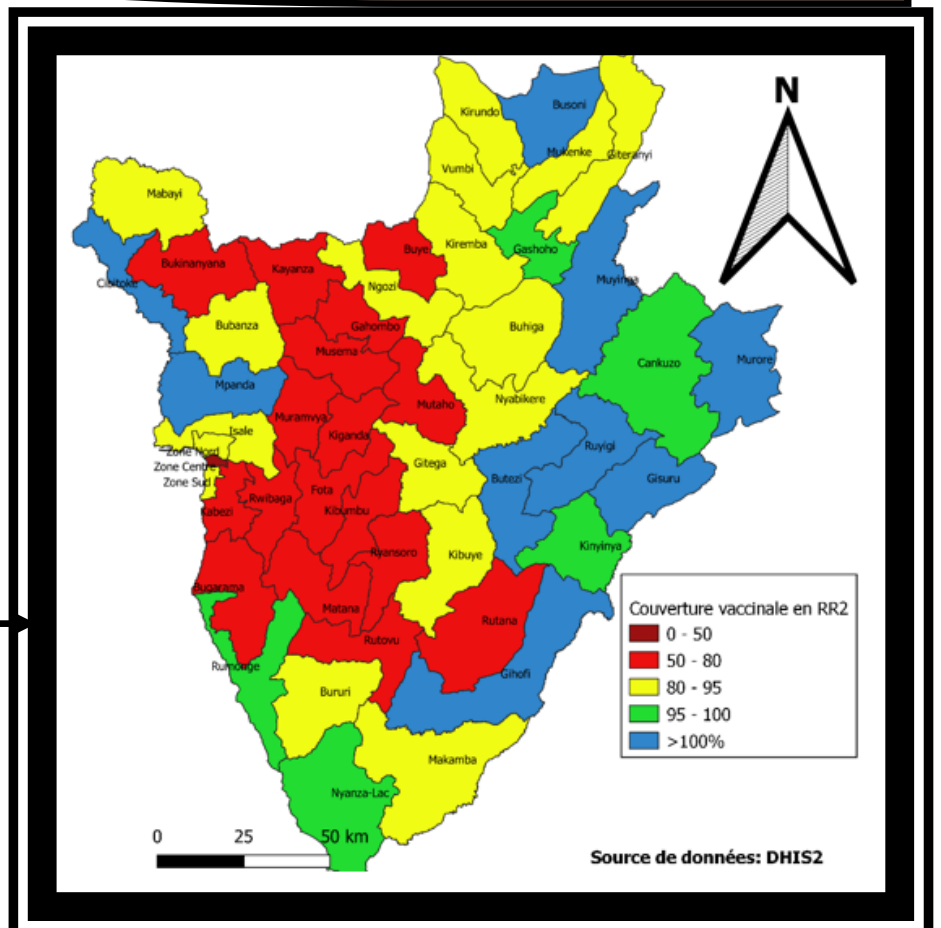 N
Kirundo
Busoni
Mukenke
Giteranyi
Vumbi
Mabayi
Buye
Kiremba
Gashoho
Bukinanyana
Kayanza
Cibitoke
Ngozi
Muyinga
Bubanza
Gahombo
Buhiga
Musema
Cankuzo
Murore
Mpanda
Mutaho
Nyabikere
Muramvya
Isale
Kiganda
Ruyigi
Zone Nord
Zone Centre
Gitega
Zone Sud
Butezi
Gisuru
Rwibaga
Fota
Kabezi
Kibumbu
Ryansoro
Kibuye
Kinyinya
Bugarama
Matana
Rutana
Rutovu
Rumonge
Gihofi
Bururi
Makamba
Nyanza-Lac
Couverture vaccinale en RR2
0 - 50
50 - 80
80 - 95
95 - 100
>100%
0 25 50 km
Source de données: DHIS2